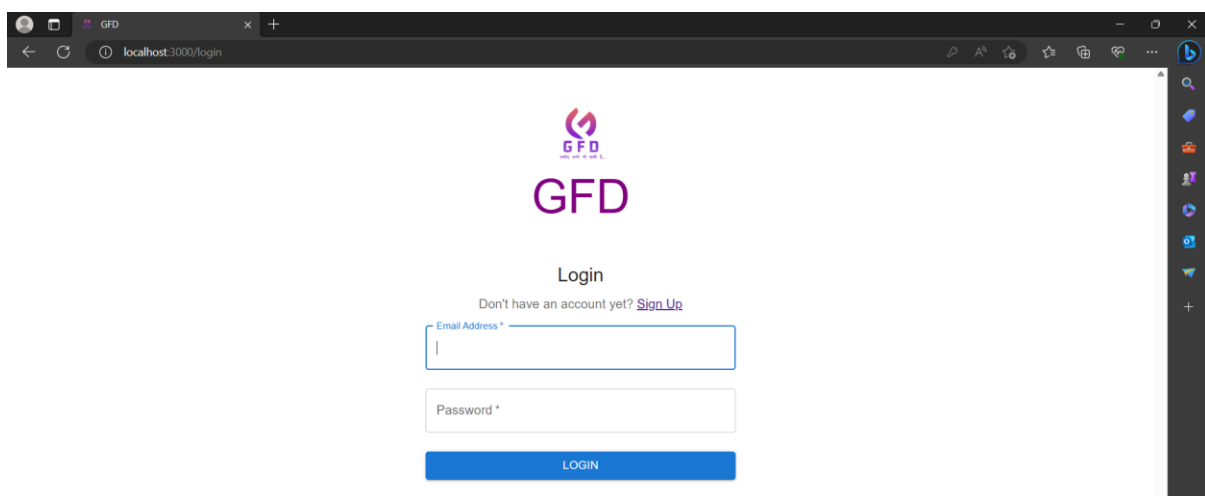 GFD
localhost:3000/login
GFD
GFD
Login
Don't have an account yet? Sign Up
Email Address *
Password *
LOGIN